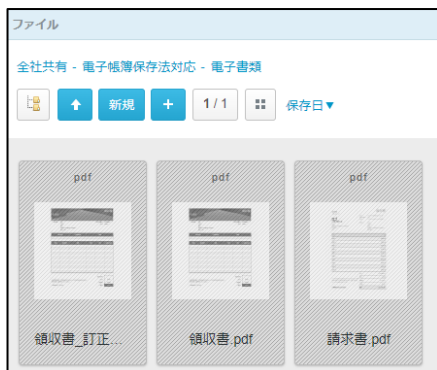 ファイル
全社共有 - 電子帳簿保存法対応 - 電子書類
新規 1 / 1 保存日▼
pdf pdf pdf
領収書_訂正... 領収書.pdf 請求書.pdf